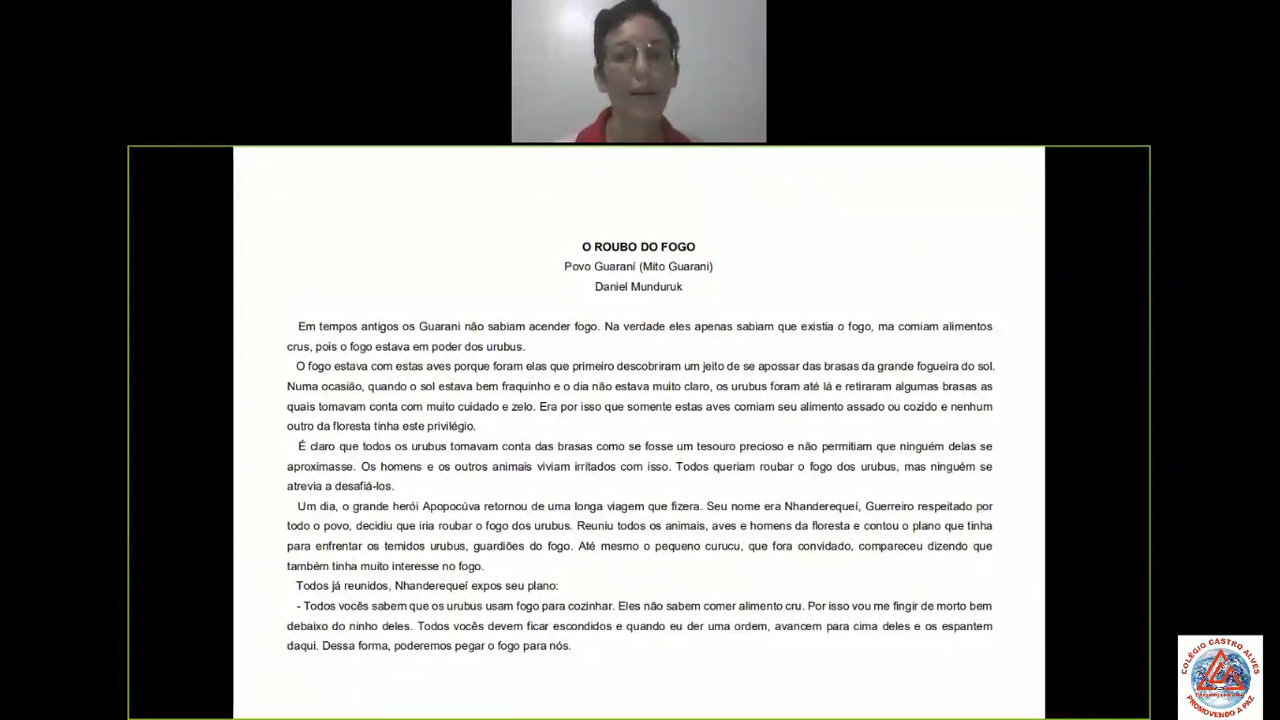 O ROUBO DO FOGO
Povo Guaraní (Mito Guarani)
Daniel Munduruk
Em tempos antigos os Guarani não sabiam acender fogo. Na verdade eles apenas sabiam que existia o fogo, ma comiam alimentos
crus, pois o fogo estava em poder dos urubus.
O fogo estava com estas aves porque foram elas que primeiro descobriram um jeito de se apossar das brasas da grande fogueira do sol.
Numa ocasião, quando o sol estava bem fraquinho e o dia não estava muito claro, os urubus foram até lá e retiraram algumas brasas as
quais tomavam conta com muito cuidado e zelo. Era por isso que somente estas aves comiam seu alimento assado ou cozido e nenhum
outro da floresta tinha este privilégio.
É claro que todos os urubus tomavam conta das brasas como se fosse um tesouro precioso e não permitiam que ninguém delas se
aproximasse. Os homens e os outros animais viviam irritados com isso. Todos queriam roubar o fogo dos urubus, mas ninguém se
atrevia a desafiá-los.
Um dia, o grande herói Apopocúva retornou de uma longa viagem que fizera. Seu nome era Nhanderequeí, Guerreiro respeitado por
todo o povo, decidiu que iria roubar o fogo dos urubus. Reuniu todos os animais, aves e homens da floresta e contou o plano que tinha
para enfrentar os temidos urubus, guardiões do fogo. Até mesmo o pequeno curucu, que fora convidado, compareceu dizendo que
também tinha muito interesse no fogo.
Todos já reunidos, Nhanderequeí expos seu plano:
- Todos vocês sabem que os urubus usam fogo para cozinhar. Eles não sabem comer alimento cru. Por isso vou me fingir de morto bem
debaixo do ninho deles. Todos vocês devem ficar escondidos e quando eu der uma ordem, avancem para cima deles e os espantem
daqui. Dessa forma, poderemos pegar o fogo para nós.
COLÉGIO CASTRO ALVES
PROMOVENDO A PAZ